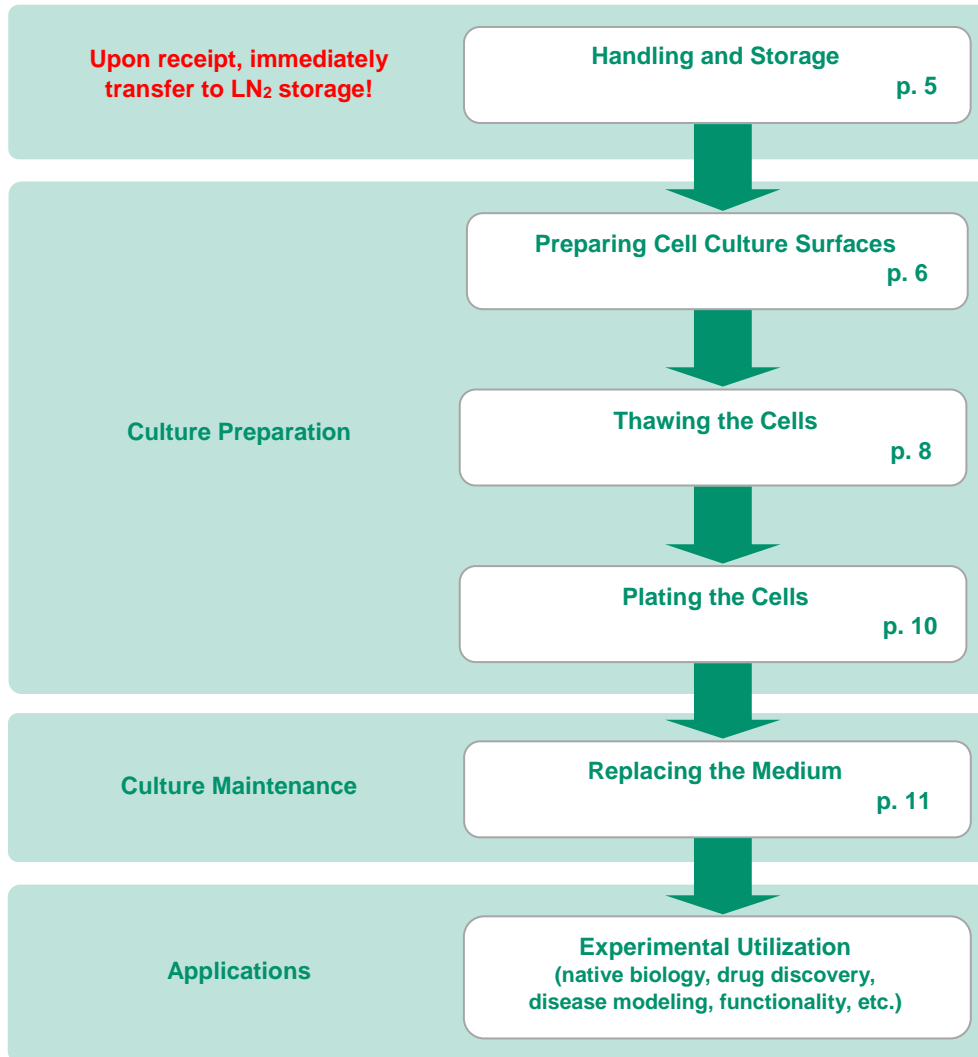 Upon receipt, immediately
transfer to LN₂ storage!
Handling and Storage
p. 5
Culture Preparation
Preparing Cell Culture Surfaces
p. 6
Thawing the Cells
p. 8
Plating the Cells
p. 10
Culture Maintenance
Replacing the Medium
p. 11
Applications
Experimental Utilization
(native biology, drug discovery,
disease modeling, functionality, etc.)